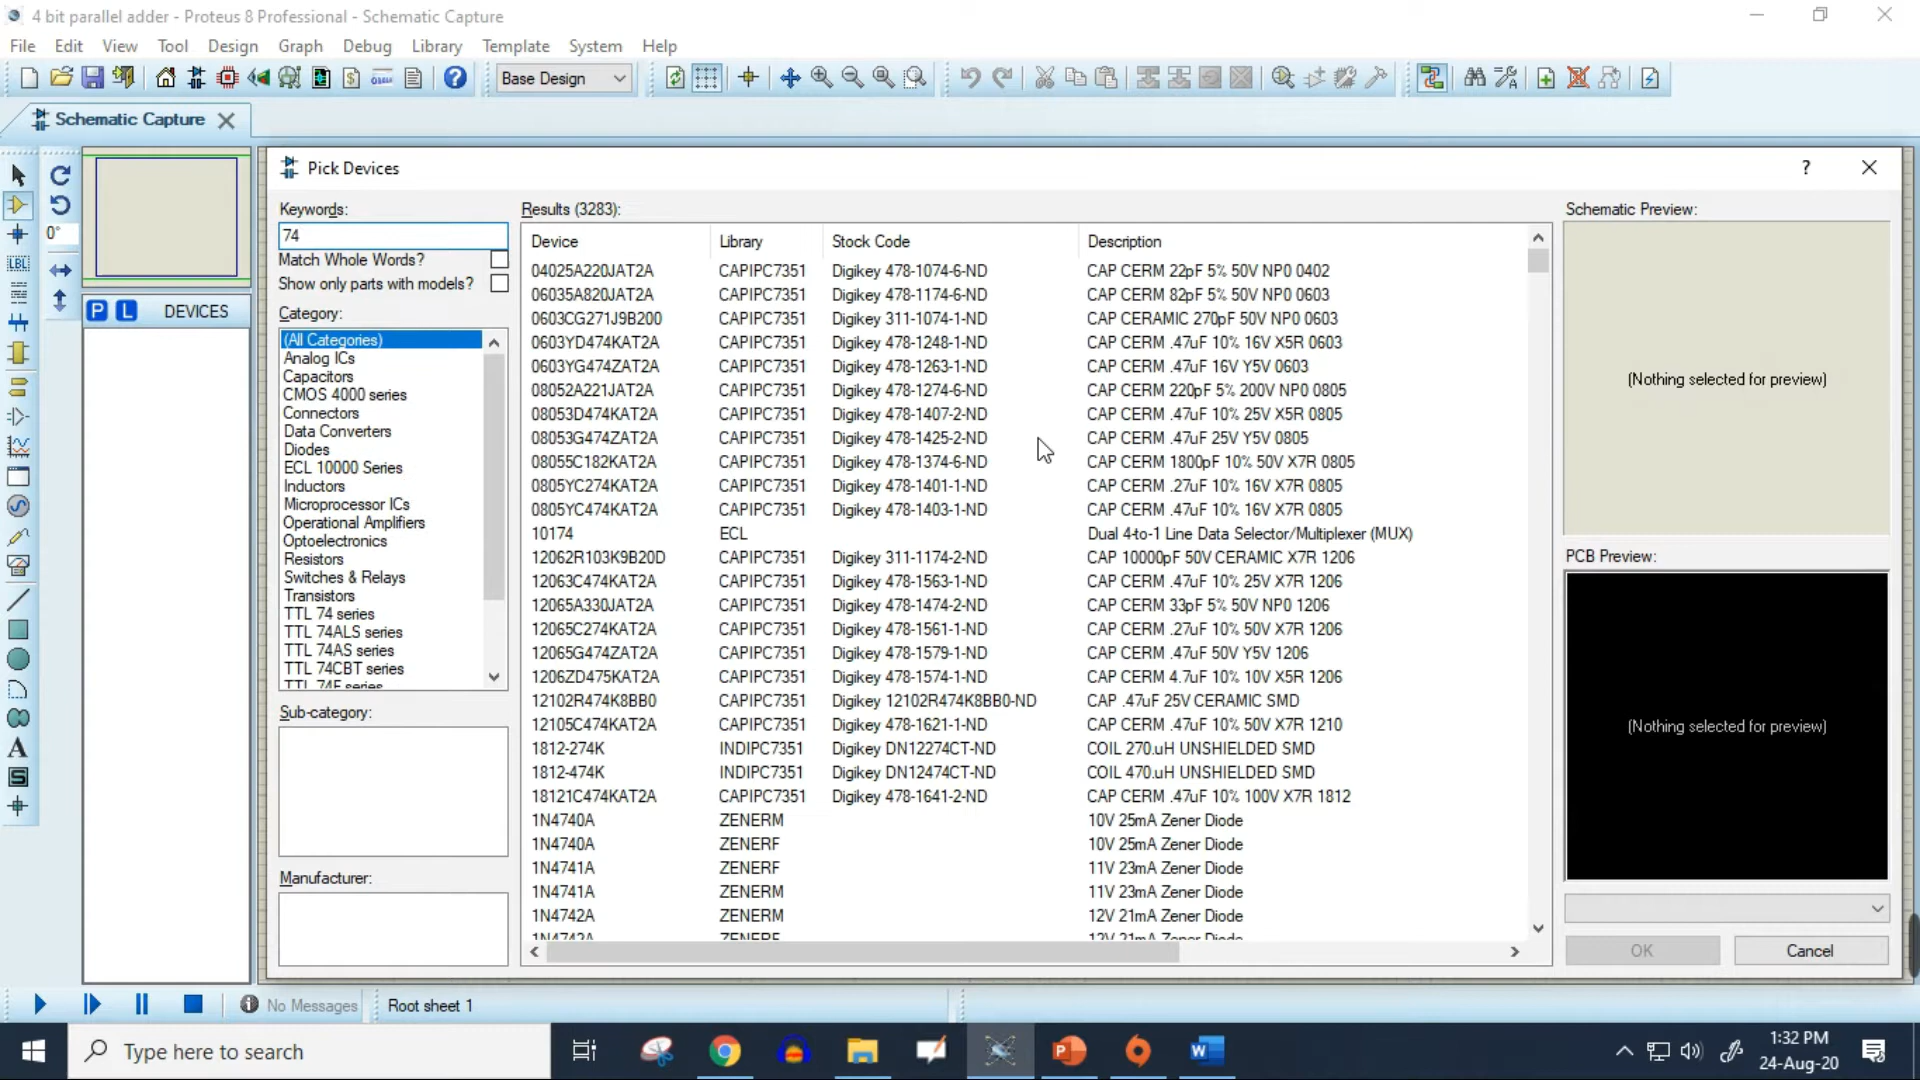 4 bit parallel adder - Proteus 8 Professional - Schematic Capture
File Edit View Tool Design Graph Debug Library Template System Help
Base Design
Schematic Capture
Pick Devices ?
0°
LBL
P L DEVICES
A
S
Keywords:
74
Match Whole Words?
Show only parts with models?
Category:
(All Categories)
Analog ICs
Capacitors
CMOS 4000 series
Connectors
Data Converters
Diodes
ECL 10000 Series
Inductors
Microprocessor ICs
Operational Amplifiers
Optoelectronics
Resistors
Switches & Relays
Transistors
TTL 74 series
TTL 74ALS series
TTL 74AS series
TTL 74CBT series
TTL 74F series
Sub-category:
Manufacturer:
Results (3283):
Device Library Stock Code Description
04025A220JAT2A CAPIPC7351 Digikey 478-1074-6-ND CAP CERM 22pF 5% 50V NP0 0402
06035A820JAT2A CAPIPC7351 Digikey 478-1174-6-ND CAP CERM 82pF 5% 50V NP0 0603
0603CG271J9B200 CAPIPC7351 Digikey 311-1074-1-ND CAP CERAMIC 270pF 50V NP0 0603
0603YD474KAT2A CAPIPC7351 Digikey 478-1248-1-ND CAP CERM .47uF 10% 16V X5R 0603
0603YG474ZAT2A CAPIPC7351 Digikey 478-1263-1-ND CAP CERM .47uF 16V Y5V 0603
08052A221JAT2A CAPIPC7351 Digikey 478-1274-6-ND CAP CERM 220pF 5% 200V NP0 0805
08053D474KAT2A CAPIPC7351 Digikey 478-1407-2-ND CAP CERM .47uF 10% 25V X5R 0805
08053G474ZAT2A CAPIPC7351 Digikey 478-1425-2-ND CAP CERM .47uF 25V Y5V 0805
08055C182KAT2A CAPIPC7351 Digikey 478-1374-6-ND CAP CERM 1800pF 10% 50V X7R 0805
0805YC274KAT2A CAPIPC7351 Digikey 478-1401-1-ND CAP CERM .27uF 10% 16V X7R 0805
0805YC474KAT2A CAPIPC7351 Digikey 478-1403-1-ND CAP CERM .47uF 10% 16V X7R 0805
10174 ECL Dual 4-to-1 Line Data Selector/Multiplexer (MUX)
12062R103K9B20D CAPIPC7351 Digikey 311-1174-2-ND CAP 10000pF 50V CERAMIC X7R 1206
12063C474KAT2A CAPIPC7351 Digikey 478-1563-1-ND CAP CERM .47uF 10% 25V X7R 1206
12065A330JAT2A CAPIPC7351 Digikey 478-1474-2-ND CAP CERM 33pF 5% 50V NP0 1206
12065C274KAT2A CAPIPC7351 Digikey 478-1561-1-ND CAP CERM .27uF 10% 50V X7R 1206
12065G474ZAT2A CAPIPC7351 Digikey 478-1579-1-ND CAP CERM .47uF 50V Y5V 1206
1206ZD475KAT2A CAPIPC7351 Digikey 478-1574-1-ND CAP CERM 4.7uF 10% 10V X5R 1206
12102R474K8BB0 CAPIPC7351 Digikey 12102R474K8BB0-ND CAP .47uF 25V CERAMIC SMD
12105C474KAT2A CAPIPC7351 Digikey 478-1621-1-ND CAP CERM .47uF 10% 50V X7R 1210
1812-274K INDIPC7351 Digikey DN12274CT-ND COIL 270.uH UNSHIELDED SMD
1812-474K INDIPC7351 Digikey DN12474CT-ND COIL 470.uH UNSHIELDED SMD
18121C474KAT2A CAPIPC7351 Digikey 478-1641-2-ND CAP CERM .47uF 10% 100V X7R 1812
1N4740A ZENERM 10V 25mA Zener Diode
1N4740A ZENERF 10V 25mA Zener Diode
1N4741A ZENERF 11V 23mA Zener Diode
1N4741A ZENERM 11V 23mA Zener Diode
1N4742A ZENERM 12V 21mA Zener Diode
1N4742A ZENERF 12V 21mA Zener Diode
Schematic Preview:
(Nothing selected for preview)
PCB Preview:
(Nothing selected for preview)
OK Cancel
No Messages Root sheet 1
Type here to search
1:32 PM
24-Aug-20